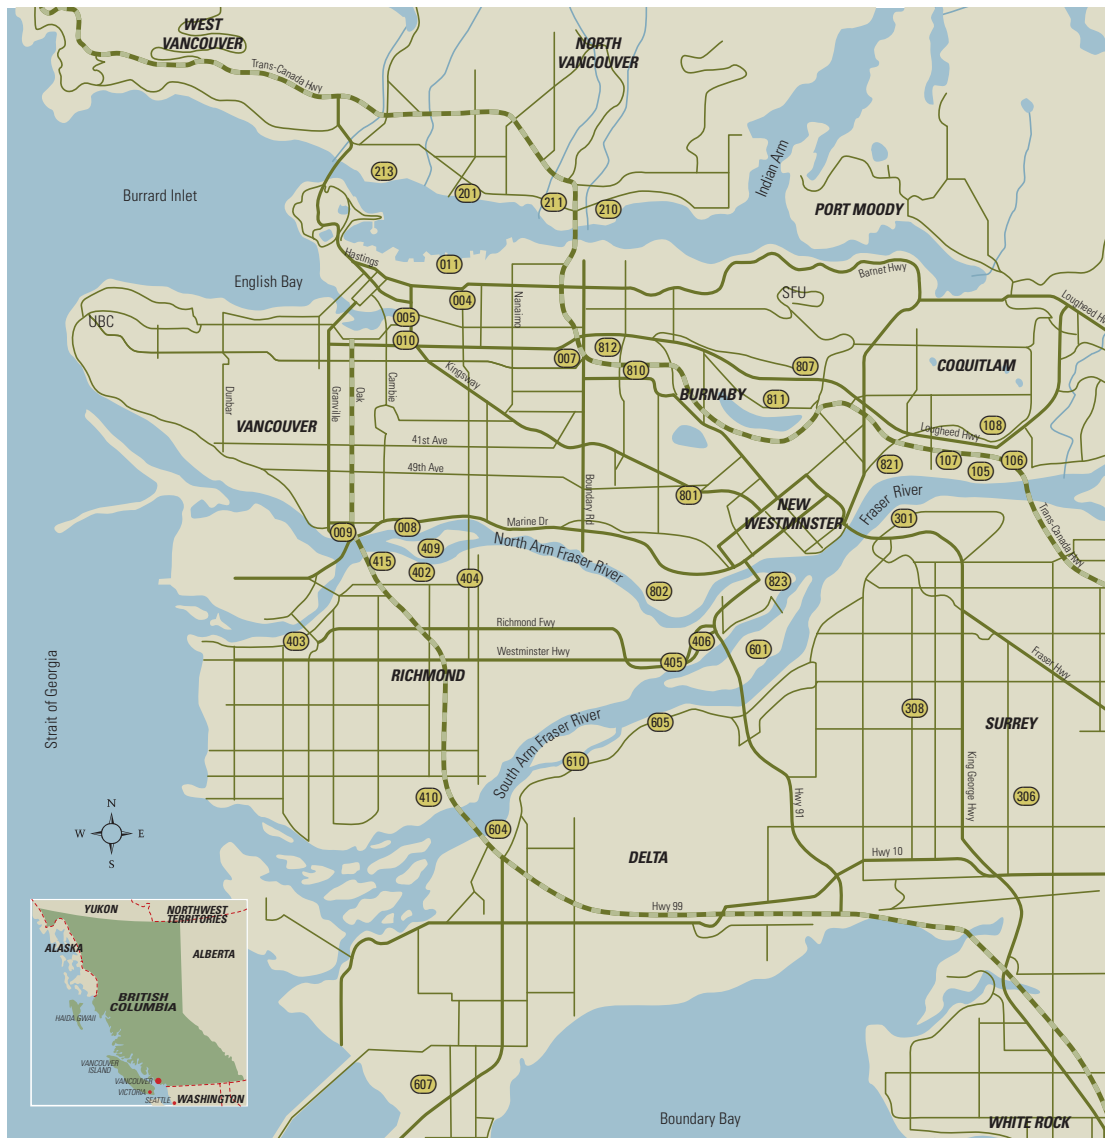 WEST
VANCOUVER
NORTH
VANCOUVER
Trans-Canada Hwy
Indian Arm
213
201
211
210
Burrard Inlet
PORT MOODY
Hastings
011
Barnet Hwy
English Bay
004
Nanaimo
SFU
Lougheed H
005
UBC
010
007
812
810
807
COQUITLAM
Kingsway
Dunbar
Granville
Oak
Cambie
BURNABY
811
VANCOUVER
108
41st Ave
Lougheed Hwy
49th Ave
821
107
105
106
Boundary Rd
801
Fraser River
NEW
WESTMINSTER
301
Trans-Canada Hwy
009
008
Marine Dr
North Arm Fraser River
415
409
402
404
802
823
Richmond Fwy
403
406
Westminster Hwy
405
601
Fraser Hwy
RICHMOND
Strait of Georgia
308
South Arm Fraser River
605
SURREY
610
King George Hwy
410
Hwy 91
306
N
W
E
S
604
DELTA
Hwy 10
Hwy 99
YUKON
NORTHWEST
TERRITORIES
ALASKA
ALBERTA
BRITISH
COLUMBIA
HAIDA GWAII
VANCOUVER
ISLAND
VANCOUVER
VICTORIA
SEATTLE
WASHINGTON
607
Boundary Bay
WHITE ROCK